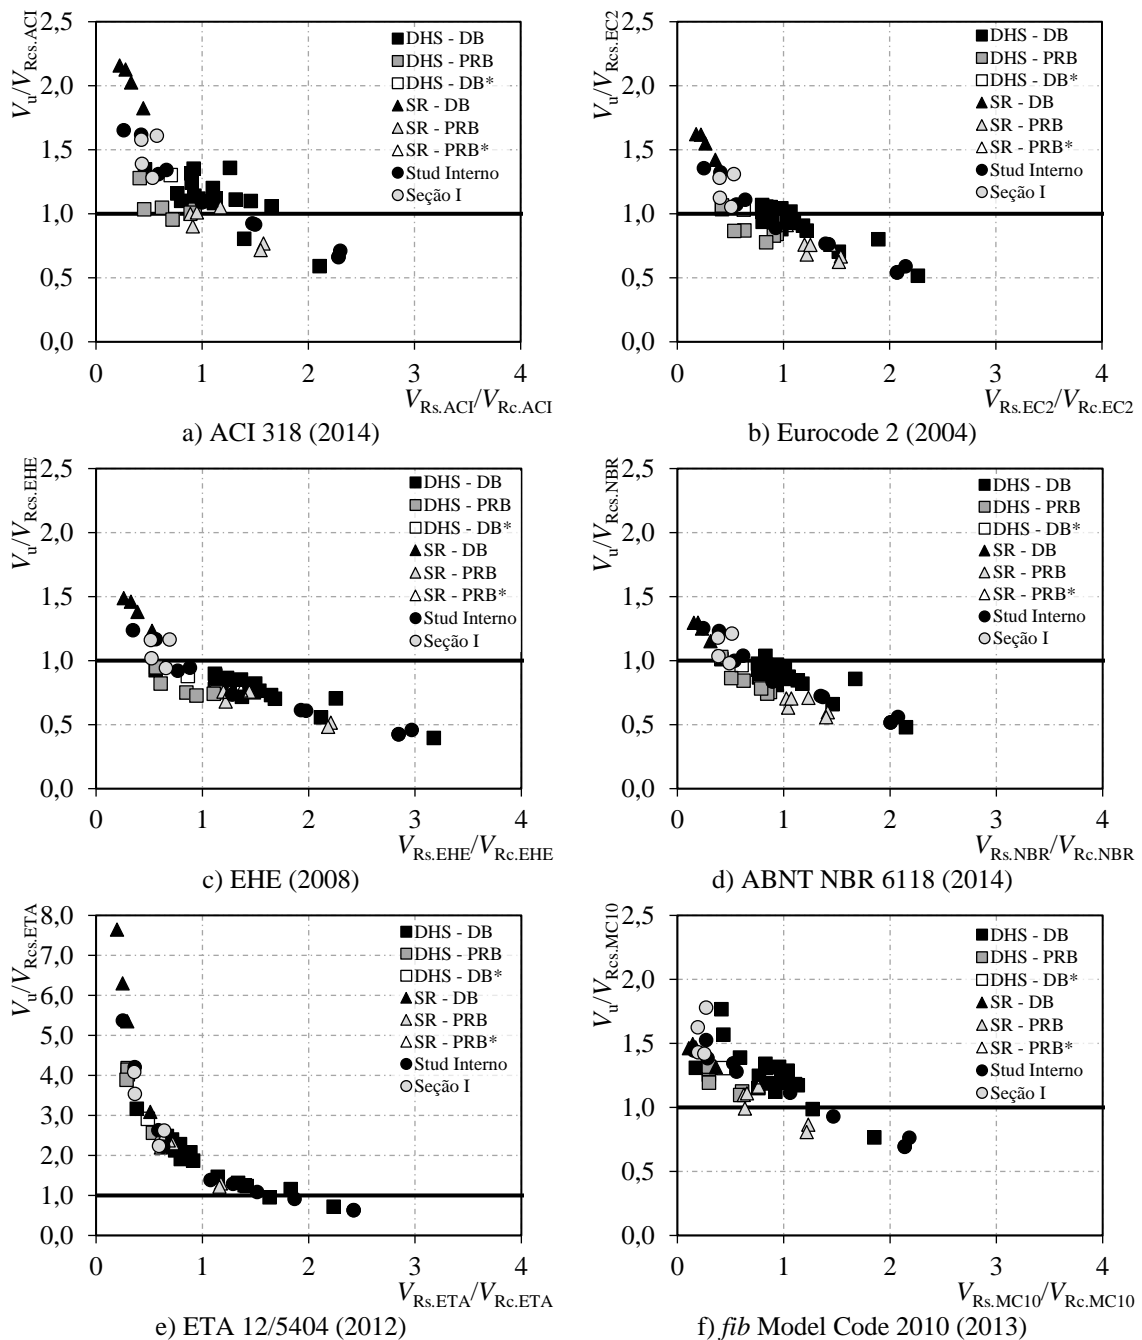 V_u/V_Rcs.ACI
2,5
2,0
1,5
1,0
0,5
0,0
DHS - DB
DHS - PRB
DHS - DB*
SR - DB
SR - PRB
SR - PRB*
Stud Interno
Seção I
0 1 2 3 4
V_Rs.ACI/V_Rc.ACI
a) ACI 318 (2014)
V_u/V_Rcs.EC2
2,5
2,0
1,5
1,0
0,5
0,0
DHS - DB
DHS - PRB
DHS - DB*
SR - DB
SR - PRB
SR - PRB*
Stud Interno
Seção I
0 1 2 3 4
V_Rs.EC2/V_Rc.EC2
b) Eurocode 2 (2004)
V_u/V_Rcs.EHE
2,5
2,0
1,5
1,0
0,5
0,0
DHS - DB
DHS - PRB
DHS - DB*
SR - DB
SR - PRB
SR - PRB*
Stud Interno
Seção I
0 1 2 3 4
V_Rs.EHE/V_Rc.EHE
c) EHE (2008)
V_u/V_Rcs.NBR
2,5
2,0
1,5
1,0
0,5
0,0
DHS - DB
DHS - PRB
DHS - DB*
SR - DB
SR - PRB
SR - PRB*
Stud Interno
Seção I
0 1 2 3 4
V_Rs.NBR/V_Rc.NBR
d) ABNT NBR 6118 (2014)
V_u/V_Rcs.ETA
8,0
7,0
6,0
5,0
4,0
3,0
2,0
1,0
0,0
DHS - DB
DHS - PRB
DHS - DB*
SR - DB
SR - PRB
SR - PRB*
Stud Interno
Seção I
0 1 2 3 4
V_Rs.ETA/V_Rc.ETA
e) ETA 12/5404 (2012)
V_u/V_Rcs.MC10
2,5
2,0
1,5
1,0
0,5
0,0
DHS - DB
DHS - PRB
DHS - DB*
SR - DB
SR - PRB
SR - PRB*
Stud Interno
Seção I
0 1 2 3 4
V_Rs.MC10/V_Rc.MC10
f) fib Model Code 2010 (2013)